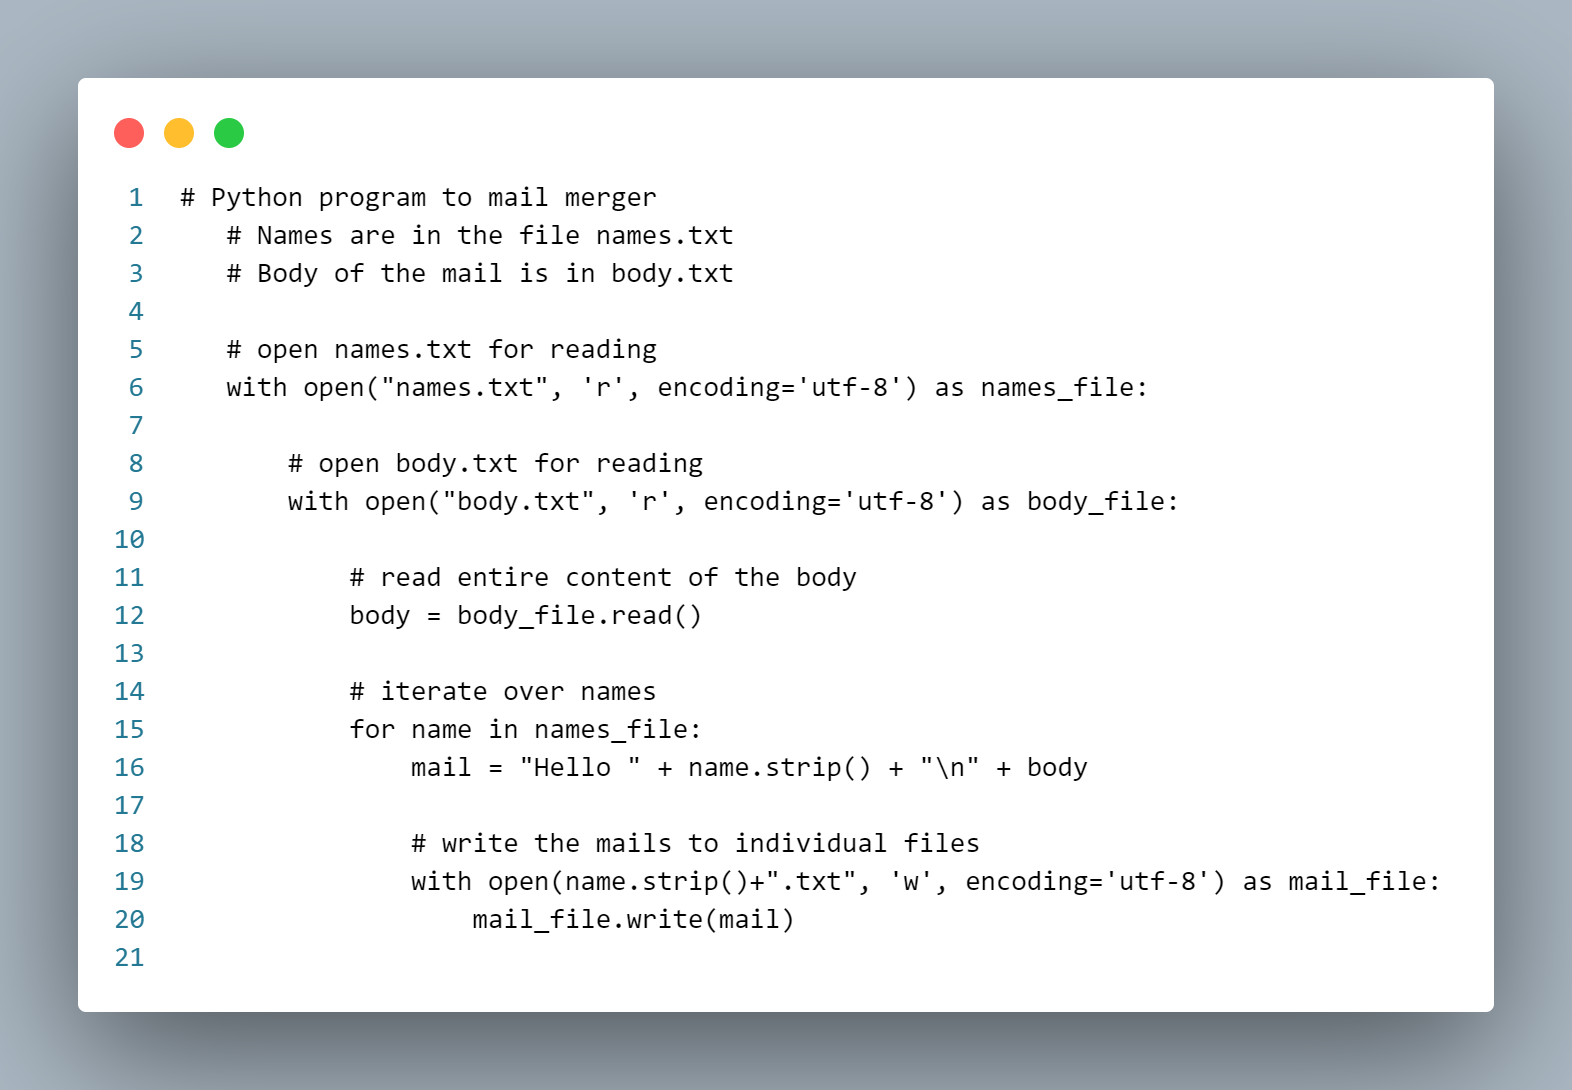 1 # Python program to mail merger
2    # Names are in the file names.txt
3    # Body of the mail is in body.txt
4
5    # open names.txt for reading
6    with open("names.txt", 'r', encoding='utf-8') as names_file:
7
8        # open body.txt for reading
9        with open("body.txt", 'r', encoding='utf-8') as body_file:
10
11            # read entire content of the body
12            body = body_file.read()
13
14            # iterate over names
15            for name in names_file:
16                mail = "Hello " + name.strip() + "\n" + body
17
18                # write the mails to individual files
19                with open(name.strip()+".txt", 'w', encoding='utf-8') as mail_file:
20                    mail_file.write(mail)
21